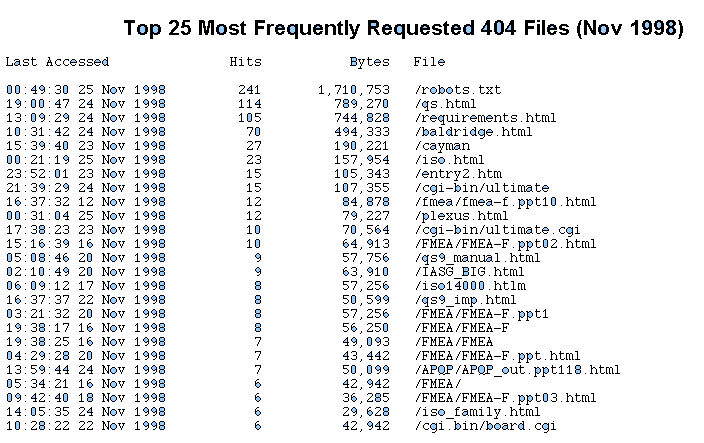 Top 25 Most Frequently Requested 404 Files (Nov 1998)
Last Accessed Hits Bytes File
00:49:30 25 Nov 1998 241 1,710,753 /robots.txt
19:00:47 24 Nov 1998 114 789,270 /qs.html
13:09:29 24 Nov 1998 105 744,828 /requirements.html
10:31:42 24 Nov 1998 70 494,333 /baldridge.html
15:39:40 23 Nov 1998 27 190,221 /cayman
00:21:19 25 Nov 1998 23 157,954 /iso.html
23:52:01 23 Nov 1998 15 105,343 /entry2.htm
21:39:29 24 Nov 1998 15 107,355 /cgi-bin/ultimate
16:37:32 12 Nov 1998 12 84,878 /fmea/fmea-f.ppt10.html
00:31:04 25 Nov 1998 12 79,227 /plexus.html
17:38:23 23 Nov 1998 10 70,564 /cgi-bin/ultimate.cgi
15:16:39 16 Nov 1998 10 64,913 /FMEA/FMEA-F.ppt02.html
05:08:46 20 Nov 1998 9 57,756 /qs9_manual.html
02:10:49 20 Nov 1998 9 63,910 /IASG_BIG.html
06:09:12 17 Nov 1998 8 57,256 /iso14000.htlm
16:37:37 22 Nov 1998 8 50,599 /qs9_imp.html
03:21:32 20 Nov 1998 8 57,256 /FMEA/FMEA-F.ppt1
19:38:17 16 Nov 1998 8 56,250 /FMEA/FMEA-F
19:38:25 16 Nov 1998 7 49,093 /FMEA/FMEA
04:29:28 20 Nov 1998 7 43,442 /FMEA/FMEA-F.ppt.html
13:59:44 24 Nov 1998 7 50,099 /APQP/APQP_out.ppt118.html
05:34:21 16 Nov 1998 6 42,942 /FMEA/
09:42:40 18 Nov 1998 6 36,285 /FMEA/FMEA-F.ppt03.html
14:05:35 24 Nov 1998 6 29,628 /iso_family.html
10:28:22 22 Nov 1998 6 42,942 /cgi.bin/board.cgi